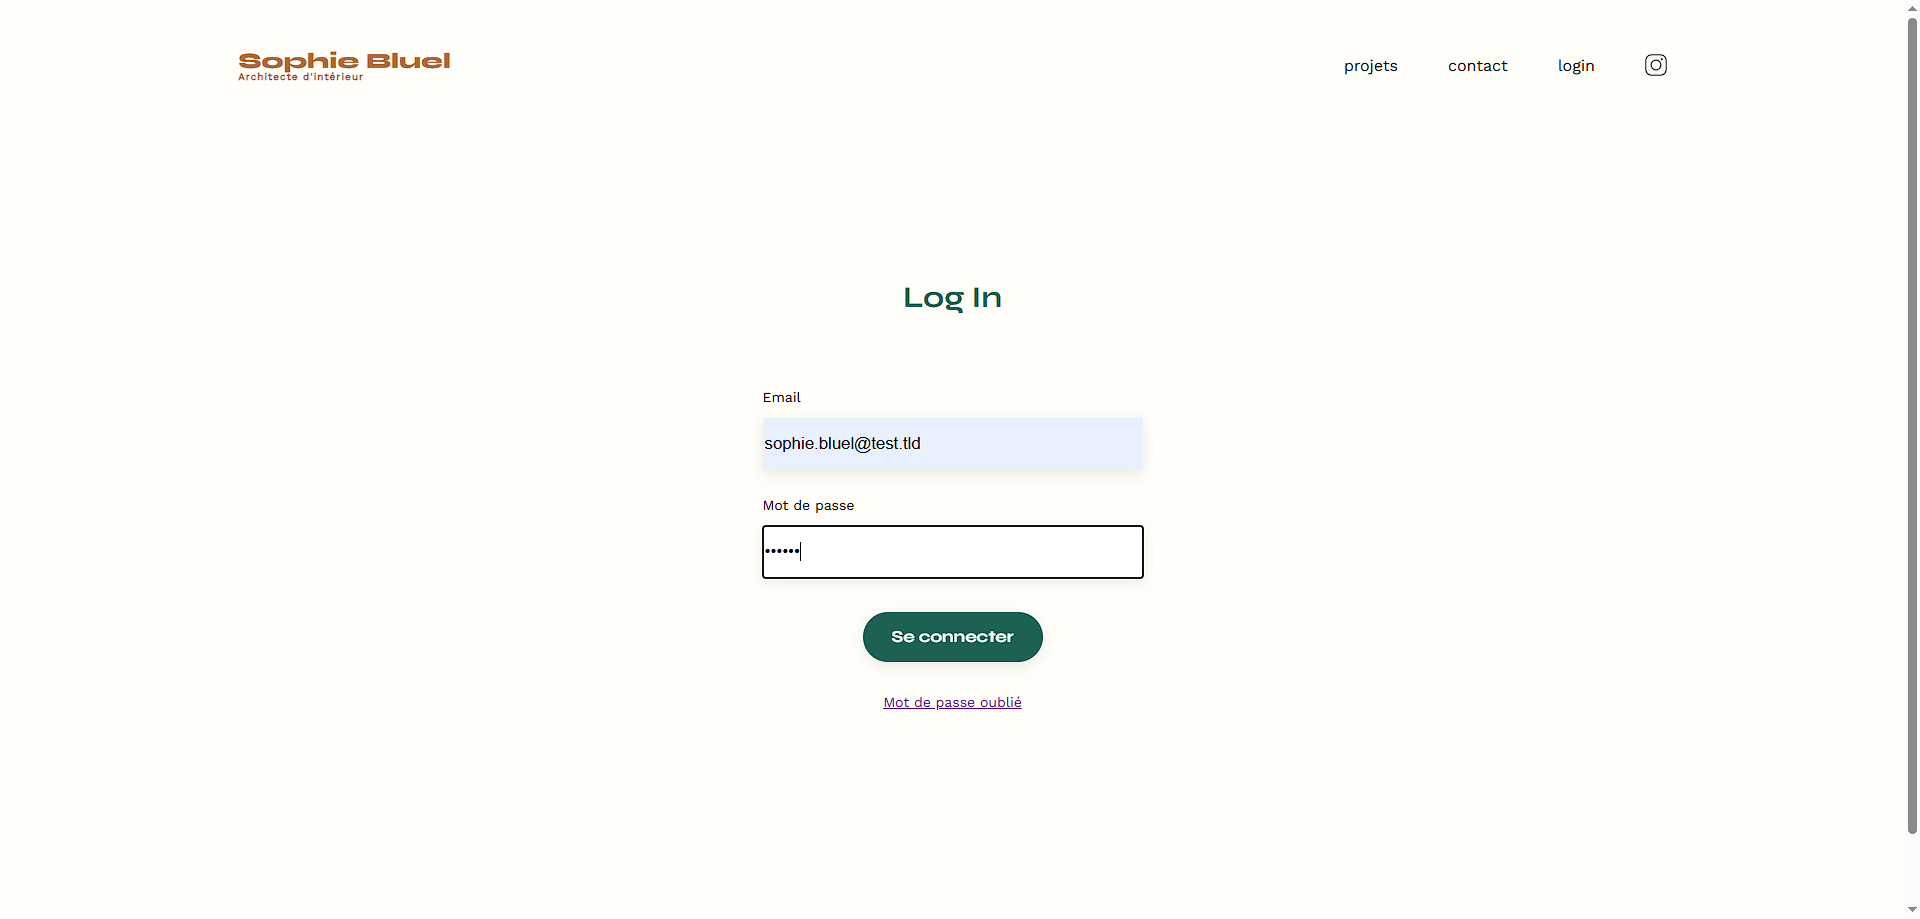 Sophie Bluel
Architecte d'intérieur
projets contact login
Log In
Email
sophie.bluel@test.tld
Mot de passe
••••••
Se connecter
Mot de passe oublié